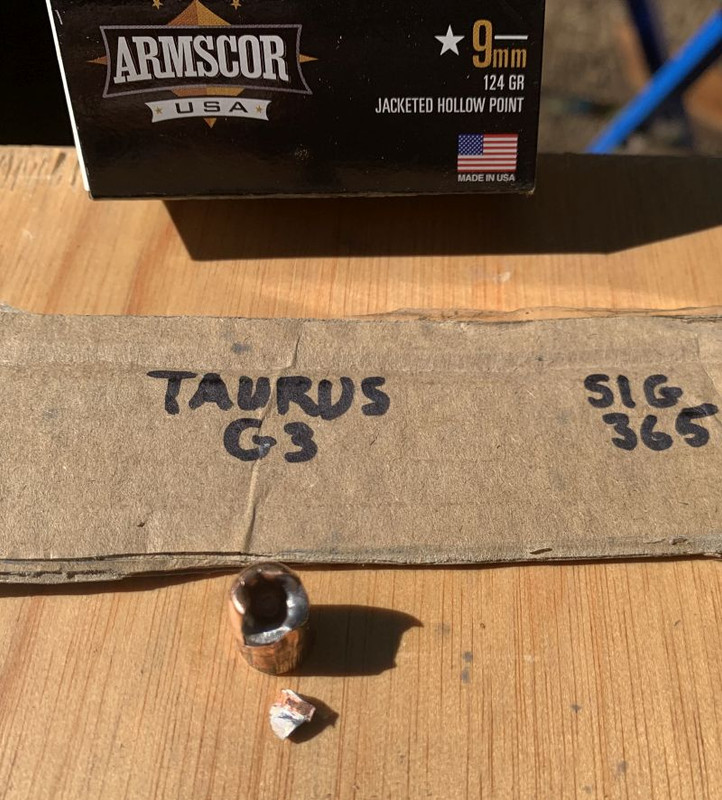 ARMSCOR
USA
★ 9mm
124 GR
JACKETED HOLLOW POINT
MADE IN USA
TAURUS
G3
SIG
365